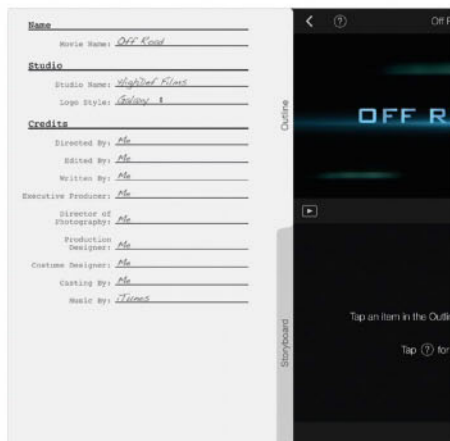 Name
Movie Name: Off Road
Studio
Studio Name: HighDef Films
Logo Style: Galaxy
Credits
Directed By: Me
Edited By: Me
Written By: Me
Executive Producer: Me
Director of
Photography: Me
Production
Designer: Me
Costume Designer: Me
Casting By: Me
Music By: iTunes
Outline
Storyboard
? Off R
OFF R
Tap an item in the Outli
Tap ? for